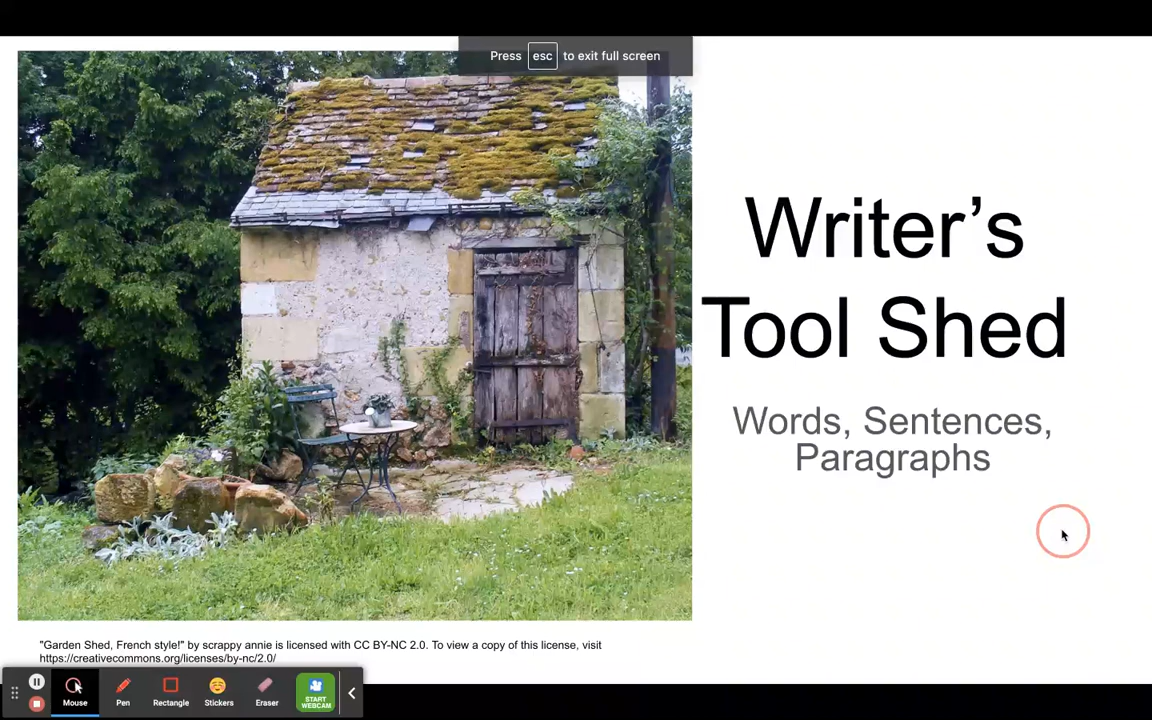 Press esc to exit full screen
Writer’s
Tool Shed
Words, Sentences,
Paragraphs
"Garden Shed, French style!" by scrappy annie is licensed with CC BY-NC 2.0. To view a copy of this license, visit
https://creativecommons.org/licenses/by-nc/2.0/
Mouse
Pen
Rectangle
Stickers
Eraser
START
WEBCAM